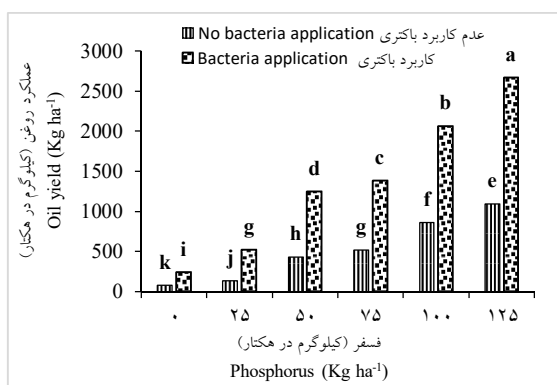 No bacteria application عدم کاربرد باکتری
Bacteria application کاربرد باکتری
عملکرد روغن (کیلوگرم در هکتار)
Oil yield (Kg ha⁻¹)
3000
2500
2000
1500
1000
500
0
k i j g h d g c f b e a
۰ ۲۵ ۵۰ ۷۵ ۱۰۰ ۱۲۵
فسفر (کیلوگرم در هکتار)
Phosphorus (Kg ha⁻¹)